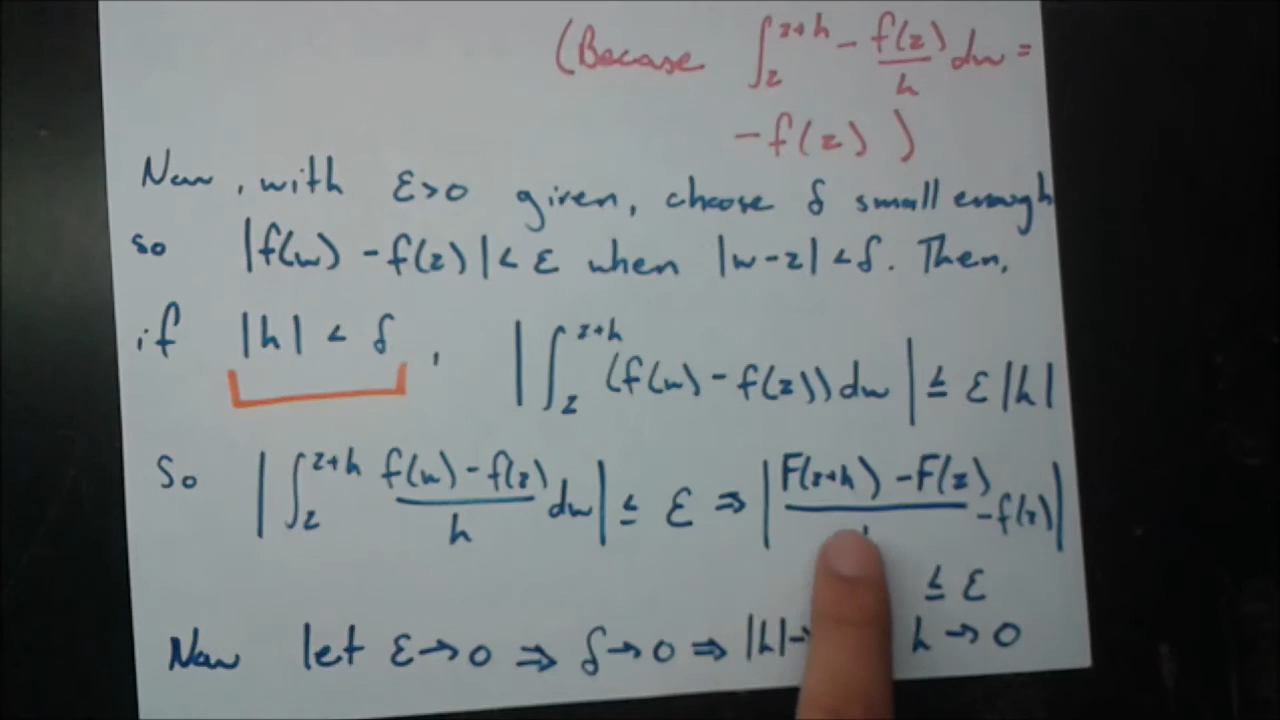 (Becase ∫_z^{z+h} - f(z)/h dw =
- f(z) )
Now, with ε>0 given, choose δ small enough
so |f(w) - f(z)| < ε when |w-z| < δ. Then,
if |h| < δ, |∫_z^{z+h} (f(w) - f(z)) dw| ≤ ε|h|
So |∫_z^{z+h} (f(w) - f(z))/h dw| ≤ ε ⇒ |(F(z+h) - F(z))/ - f(z)|
≤ ε
Now let ε→0 ⇒ δ→0 ⇒ |h|→ h→0